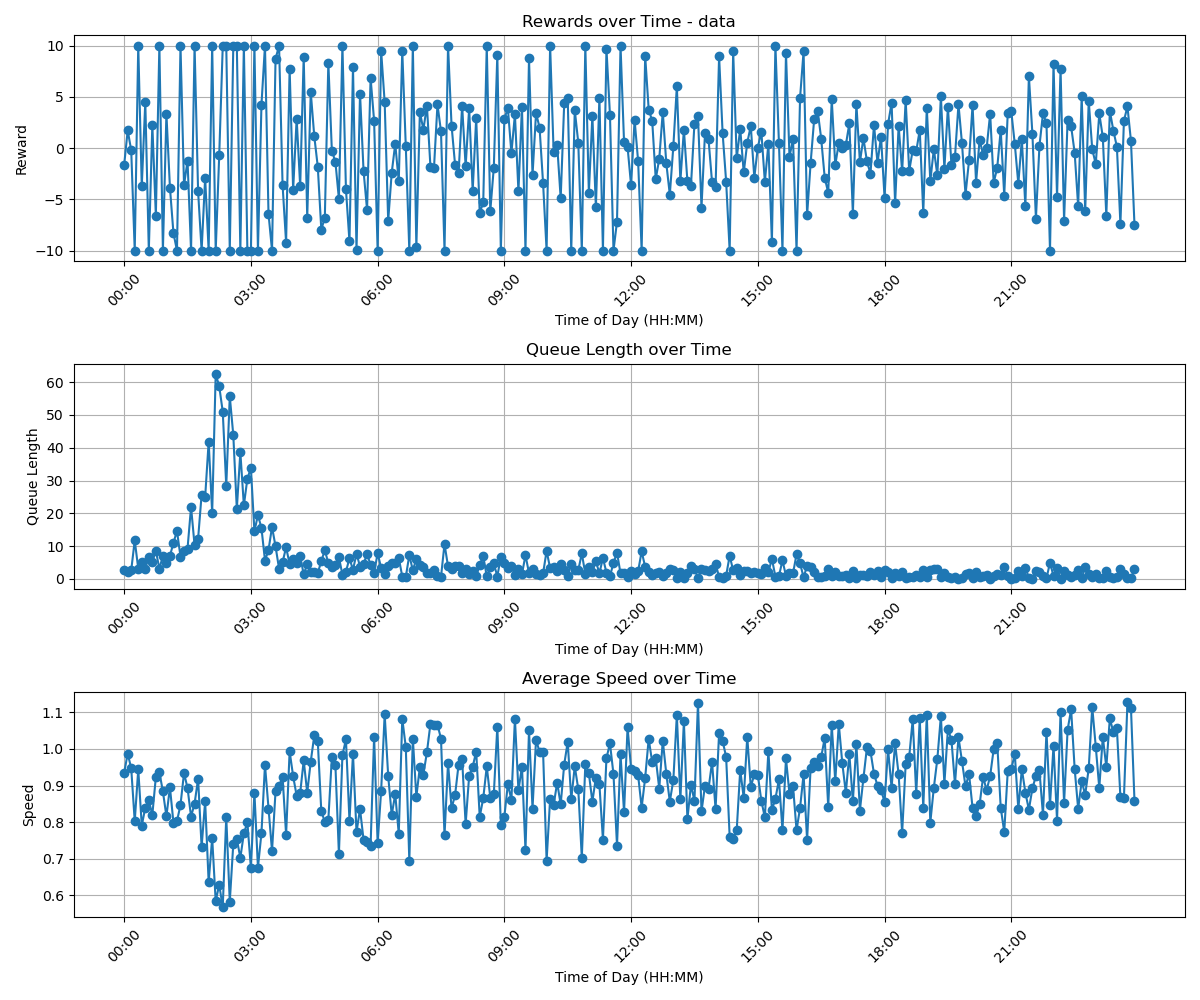 Rewards over Time - data
10
5
0
−5
−10
Reward
00:00 03:00 06:00 09:00 12:00 15:00 18:00 21:00
Time of Day (HH:MM)
Queue Length over Time
60
50
40
30
20
10
0
Queue Length
00:00 03:00 06:00 09:00 12:00 15:00 18:00 21:00
Time of Day (HH:MM)
Average Speed over Time
1.1
1.0
0.9
0.8
0.7
0.6
Speed
00:00 03:00 06:00 09:00 12:00 15:00 18:00 21:00
Time of Day (HH:MM)